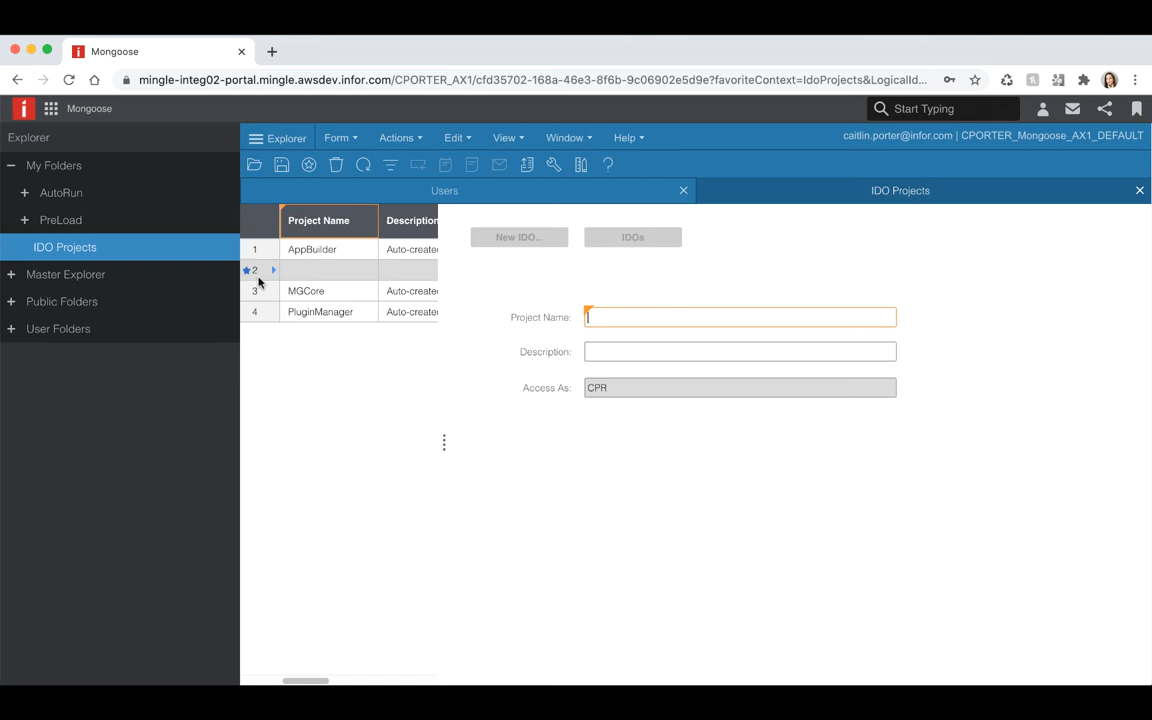 Mongoose
mingle-integ02-portal.mingle.awsdev.infor.com/CPORTER_AX1/cfd35702-168a-46e3-8f6b-9c06902e5d9e?favoriteContext=IdoProjects&LogicalId...
Mongoose
Start Typing
Explorer
Explorer Form Actions Edit View Window Help
caitlin.porter@infor.com | CPORTER_Mongoose_AX1_DEFAULT
My Folders
AutoRun
PreLoad
IDO Projects
Master Explorer
Public Folders
User Folders
Users
IDO Projects
Project Name Description
1 AppBuilder Auto-created
2
3 MGCore Auto-created
4 PluginManager Auto-created
New IDO... IDOs
Project Name:
Description:
Access As: CPR